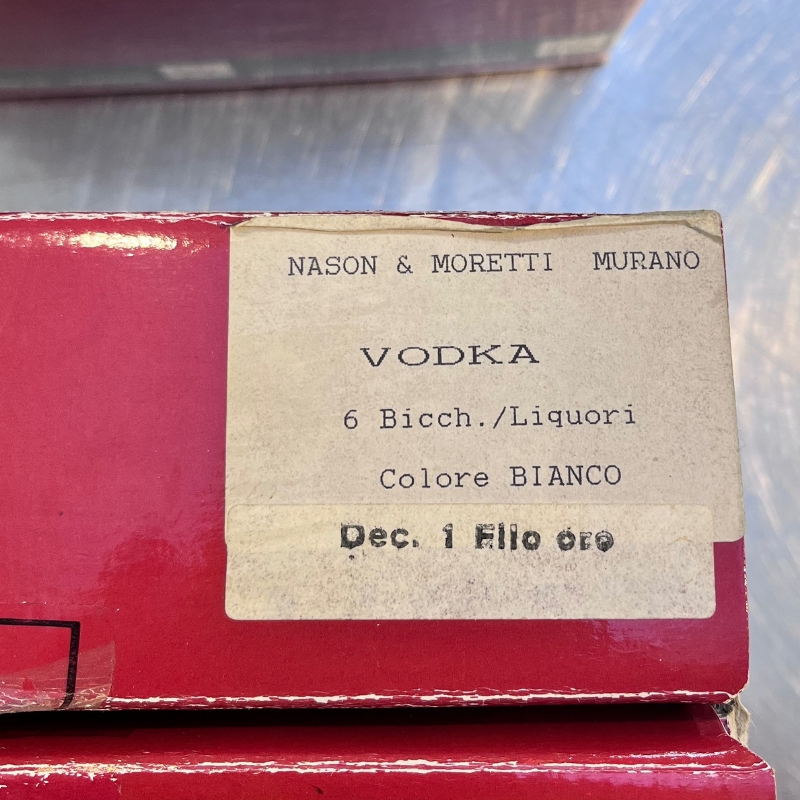 NASON & MORETTI MURANO
VODKA
6 Bicch./Liquori
Colore BIANCO
Dec. 1 Filo oro